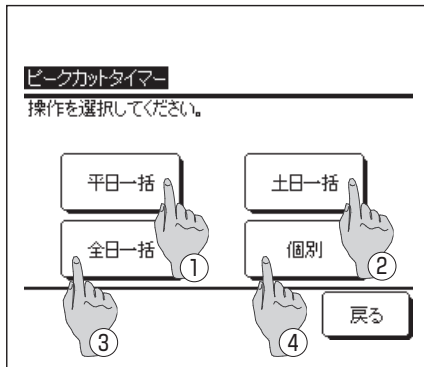 ピークカットタイマー
操作を選択してください。
平日一括
土日一括
①
②
全日一括
個別
③
④
戻る